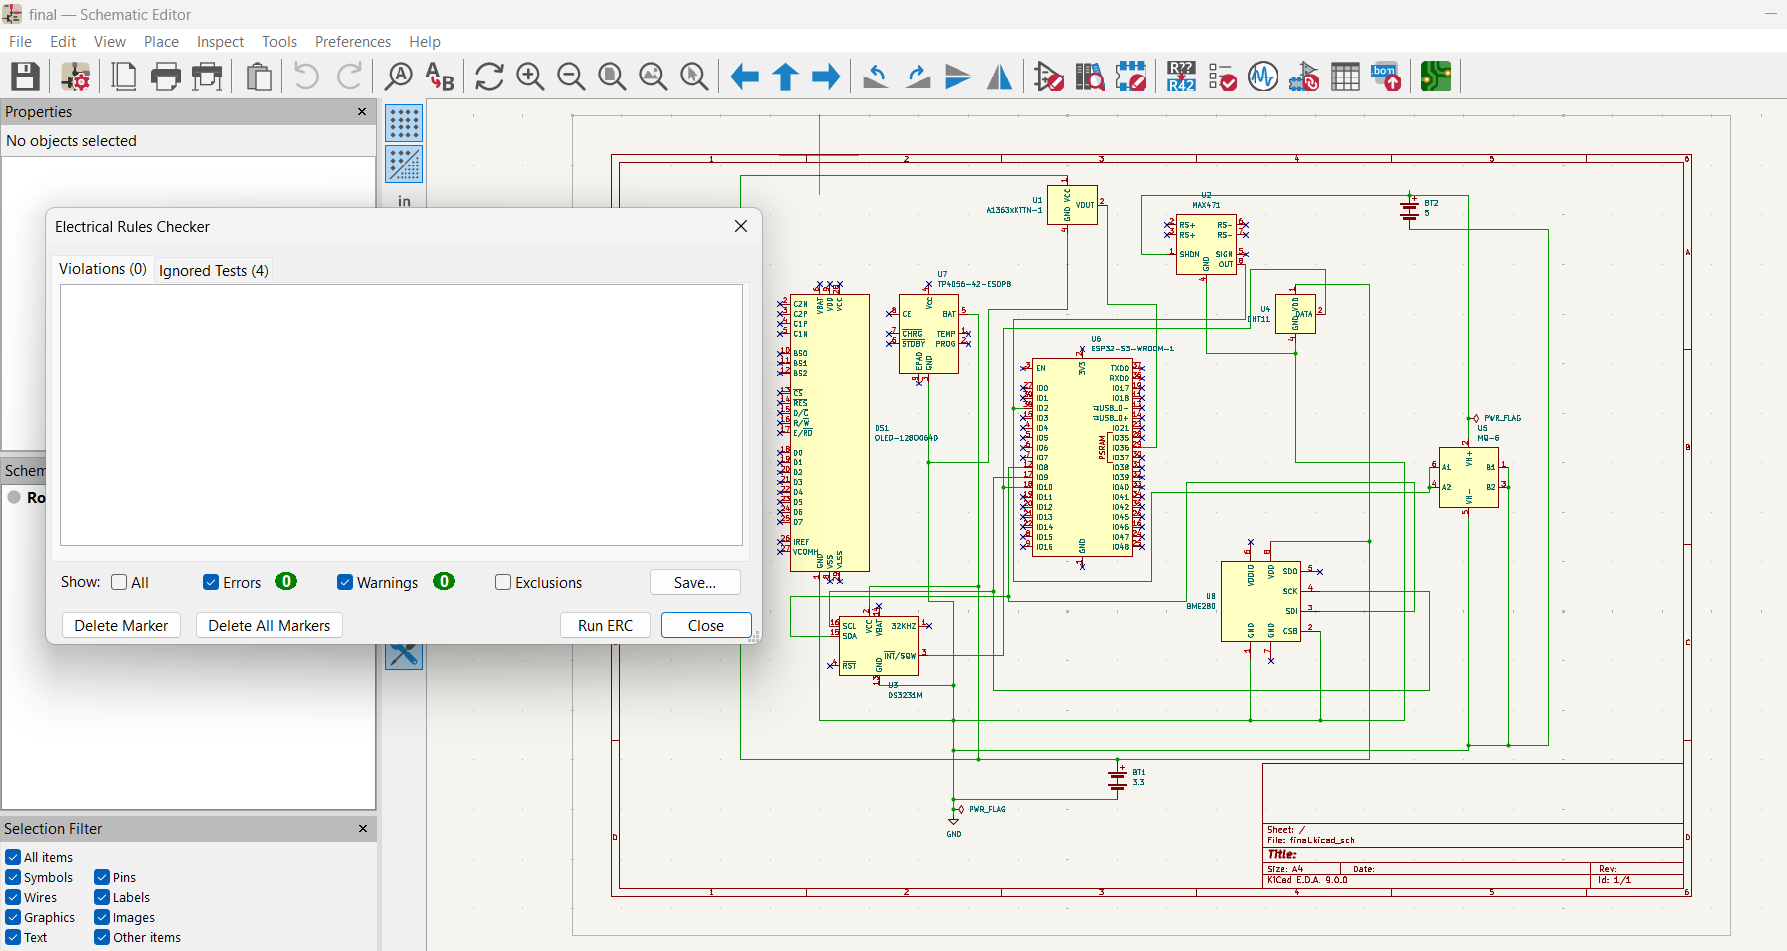 final — Schematic Editor
File Edit View Place Inspect Tools Preferences Help
Properties
No objects selected
in
Electrical Rules Checker
Violations (0) Ignored Tests (4)
Show: All Errors 0 Warnings 0 Exclusions Save...
Delete Marker Delete All Markers Run ERC Close
Schem
Ro
Selection Filter
All items
Symbols Pins
Wires Labels
Graphics Images
Text Other items
1 2 3 4 5 6
A
B
C
D
U1
A1363xKTTN-1
VCC
GND
VOUT
U2
MAX471
RS+ RS-
RS+ RS-
SHDN SIGN
OUT
GND
BT2
5
U7
TP4056-42-ESOP8
VCC
CE BAT
CHRG TEMP
STDBY PROG
EPAD
GND
U4
DHT11
VDD
DATA
GND
U6
ESP32-S3-WROOM-1
3V3
EN TXD0
RXD0
IO0 IO17
IO1 IO18
IO2 USB_D-
IO3 USB_D+
IO4 IO21
IO5 IO35
IO6 IO36
IO7 IO37
IO8 IO38
IO9 IO39
IO10 IO40
IO11 IO41
IO12 IO42
IO13 IO45
IO14 IO46
IO15 IO47
IO16 IO48
PSRAM
GND
VBAT
VDD
VCC
C2N
C2P
C1P
C1N
BS0
BS1
BS2
CS
RES
D/C
R/W
E/RD
D0
D1
D2
D3
D4
D5
D6
D7
IREF
VCOMH
GND
VSS
VLSS
DS1
OLED-128O064D
PWR_FLAG
U5
MQ-6
VH+
A1 B1
A2 B2
VH-
U8
BME280
VDDIO
VDD
SDO
SCK
SDI
CSB
GND
GND
SCL 32KHZ
SDA
VCC
VBAT
INT/SQW
RST
GND
U3
DS3231M
BT1
3.3
PWR_FLAG
GND
Sheet: /
File: final.kicad_sch
Title:
Size: A4 Date: Rev:
KiCad E.D.A. 9.0.0 Id: 1/1
1 2 3 4 5 6